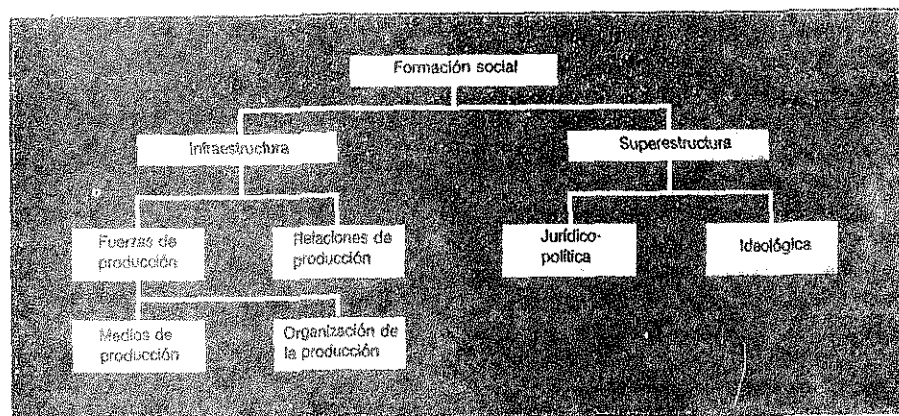 Formación social
Infraestructura
Superestructura
Fuerzas de
producción
Relaciones de
producción
Jurídico-
política
Ideológica
Medios de
producción
Organización de
la producción